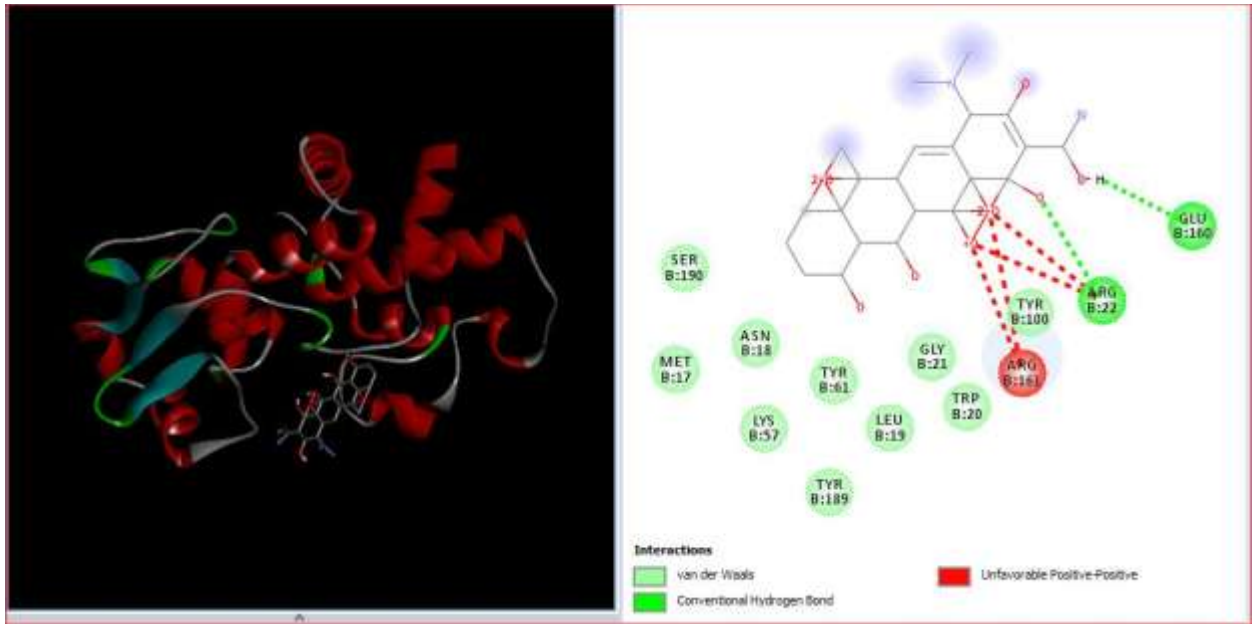 N
O
N
O
H
GLU
B:160
SER
B:190
ARG
B:22
TYR
B:100
ASN
B:18
GLY
B:21
MET
B:17
TYR
B:61
ARG
B:161
TRP
B:20
LYS
B:57
LEU
B:19
TYR
B:189
Interactions
van der Waals
Conventional Hydrogen Bond
Unfavorable Positive-Positive